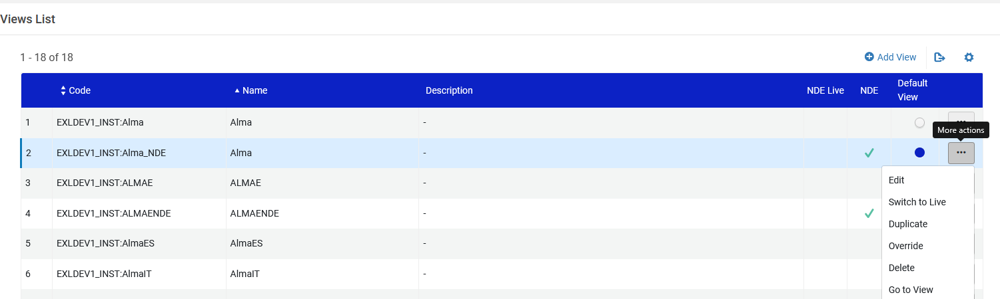 Views List
1 - 18 of 18
Add View
Code Name Description NDE Live NDE Default View
1 EXLDEV1_INST:Alma Alma -
More actions
2 EXLDEV1_INST:Alma_NDE Alma -
3 EXLDEV1_INST:ALMAE ALMAE -
4 EXLDEV1_INST:ALMAENDE ALMAENDE -
5 EXLDEV1_INST:AlmaES AlmaES -
6 EXLDEV1_INST:AlmaIT AlmaIT -
Edit
Switch to Live
Duplicate
Override
Delete
Go to View